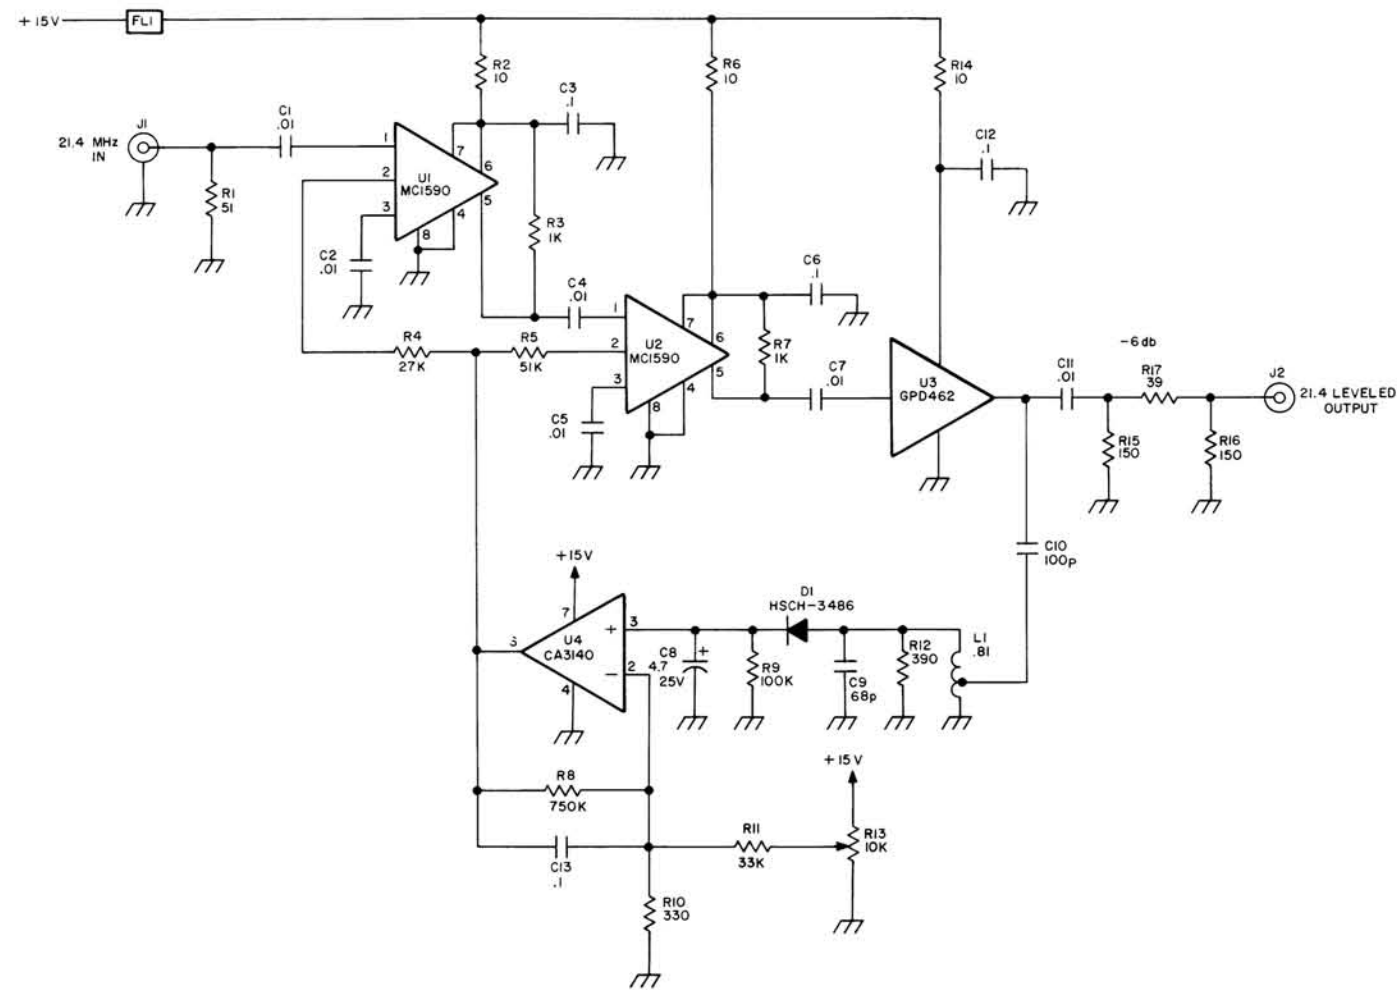 +15V
FL1
R2
10
R6
10
R14
10
C3
.1
C1
.01
J1
21.4 MHz
IN
R1
51
1
2
3
7
6
5
4
8
U1
MC1590
C2
.01
R3
1K
C12
.1
C4
.01
C6
.1
R4
27K
R5
51K
1
2
3
7
6
5
4
8
U2
MC1590
C5
.01
R7
1K
C7
.01
U3
GPD462
-6db
C11
.01
R17
39
J2
21.4 LEVELED
OUTPUT
R15
150
R16
150
C10
100p
+15V
7
6
4
3
2
+
−
U4
CA3140
C8
+
4.7
25V
R9
100K
D1
HSCH-3486
C9
68p
R12
390
L1
.81
R8
750K
C13
.1
R11
33K
+15V
R13
10K
R10
330